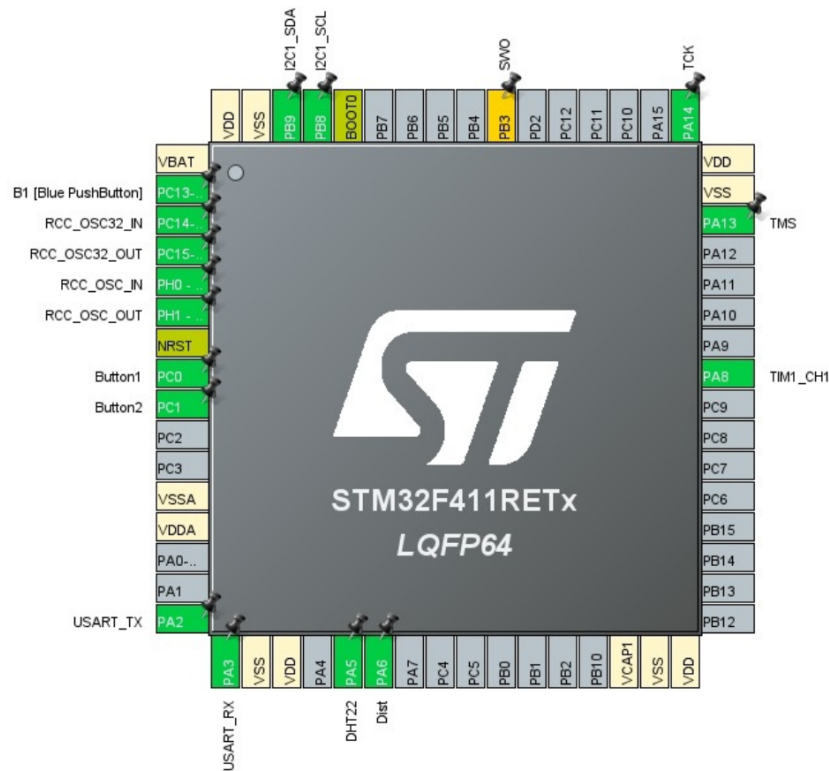 I2C1_SDA
I2C1_SCL
SWO
TCK
VDD
VSS
PB9
PB8
BOOT0
PB7
PB6
PB5
PB4
PB3
PD2
PC12
PC11
PC10
PA15
PA14
VBAT
B1 [Blue PushButton] PC13-..
RCC_OSC32_IN PC14-..
RCC_OSC32_OUT PC15-..
RCC_OSC_IN PH0 - ..
RCC_OSC_OUT PH1 - ..
NRST
Button1 PC0
Button2 PC1
PC2
PC3
VSSA
VDDA
PA0-..
PA1
USART_TX PA2
ST
STM32F411RETx
LQFP64
VDD
VSS
PA13 TMS
PA12
PA11
PA10
PA9
PA8 TIM1_CH1
PC9
PC8
PC7
PC6
PB15
PB14
PB13
PB12
PA3
VSS
VDD
PA4
PA5
PA6
PA7
PC4
PC5
PB0
PB1
PB2
PB10
VCAP1
VSS
VDD
USART_RX
DHT22
Dist